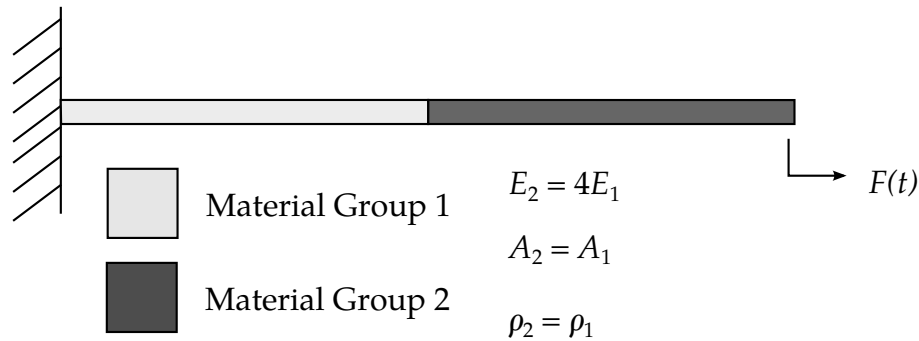 E₂ = 4E₁
F(t)
Material Group 1
A₂ = A₁
Material Group 2
ρ₂ = ρ₁